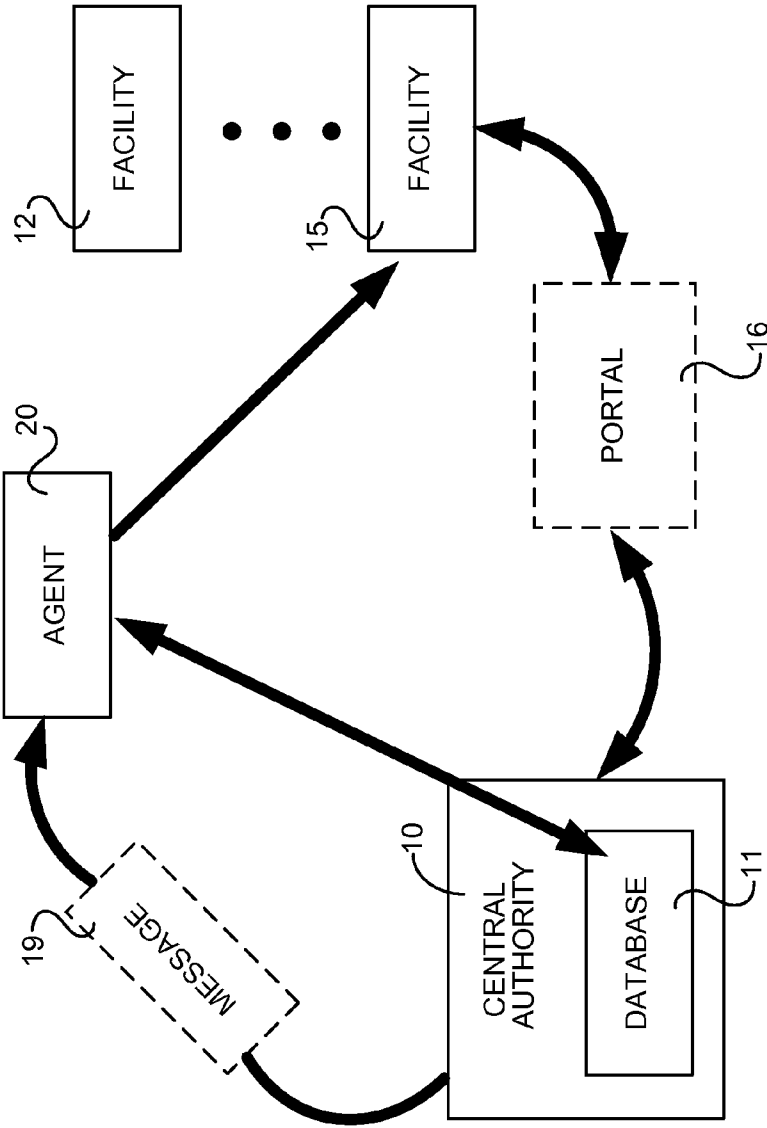 12
FACILITY
15
FACILITY
20
AGENT
PORTAL
16
19
MESSAGE
10
CENTRAL
AUTHORITY
DATABASE
11